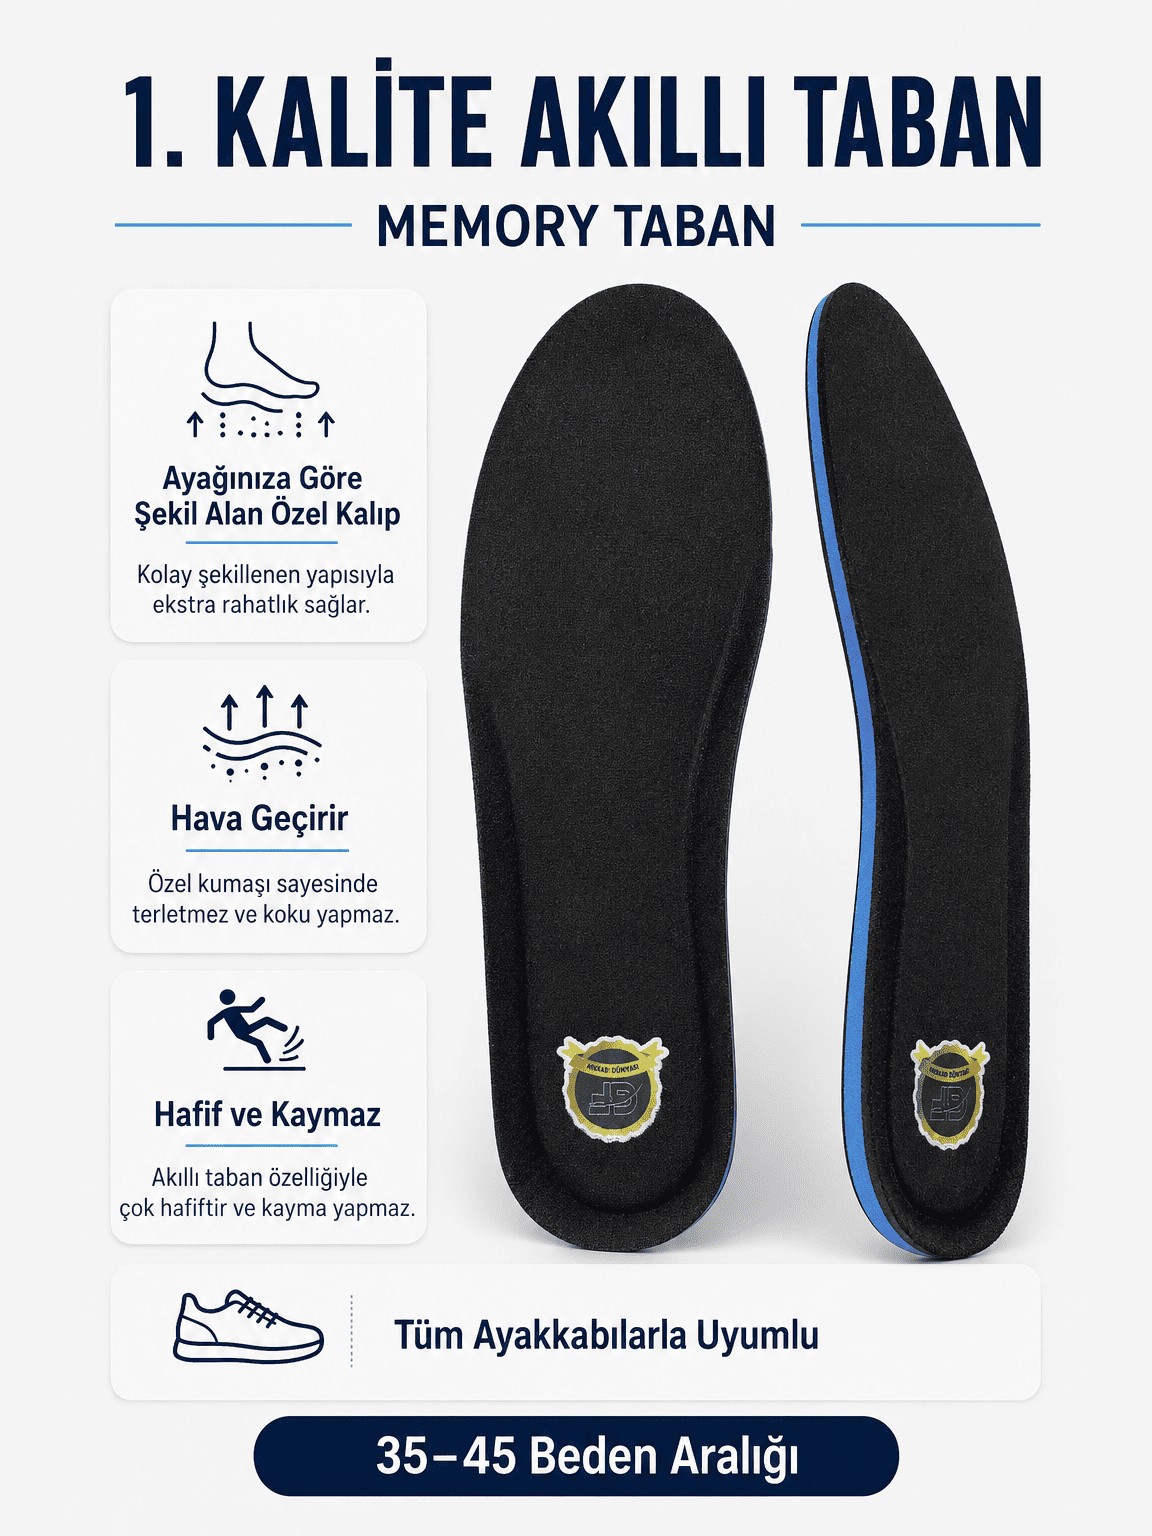 1. KALİTE AKILLI TABAN
MEMORY TABAN
Ayağınıza Göre
Şekil Alan Özel Kalıp
Kolay şekillenen yapısıyla
ekstra rahatlık sağlar.
Hava Geçirir
Özel kumaşı sayesinde
terletmez ve koku yapmaz.
Hafif ve Kaymaz
Akıllı taban özelliğiyle
çok hafiftir ve kayma yapmaz.
DÜNYASI
Tüm Ayakkabılarla Uyumlu
35–45 Beden Aralığı